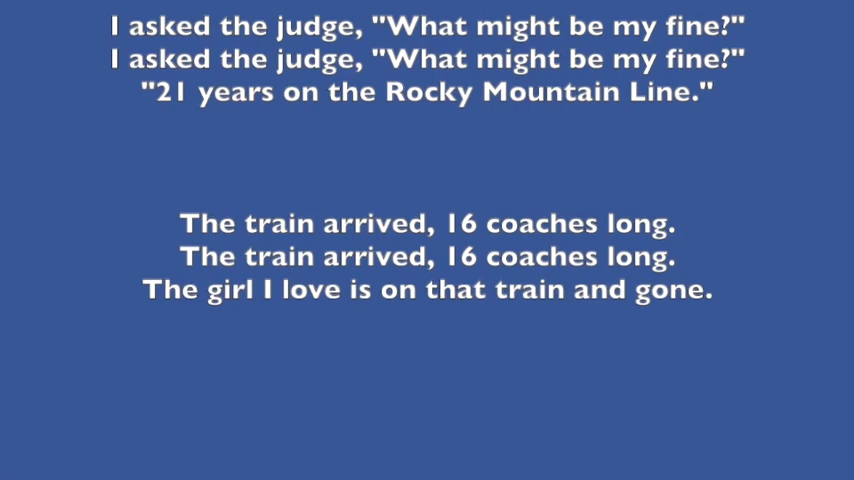 I asked the judge, "What might be my fine?"
I asked the judge, "What might be my fine?"
"21 years on the Rocky Mountain Line."
The train arrived, 16 coaches long.
The train arrived, 16 coaches long.
The girl I love is on that train and gone.